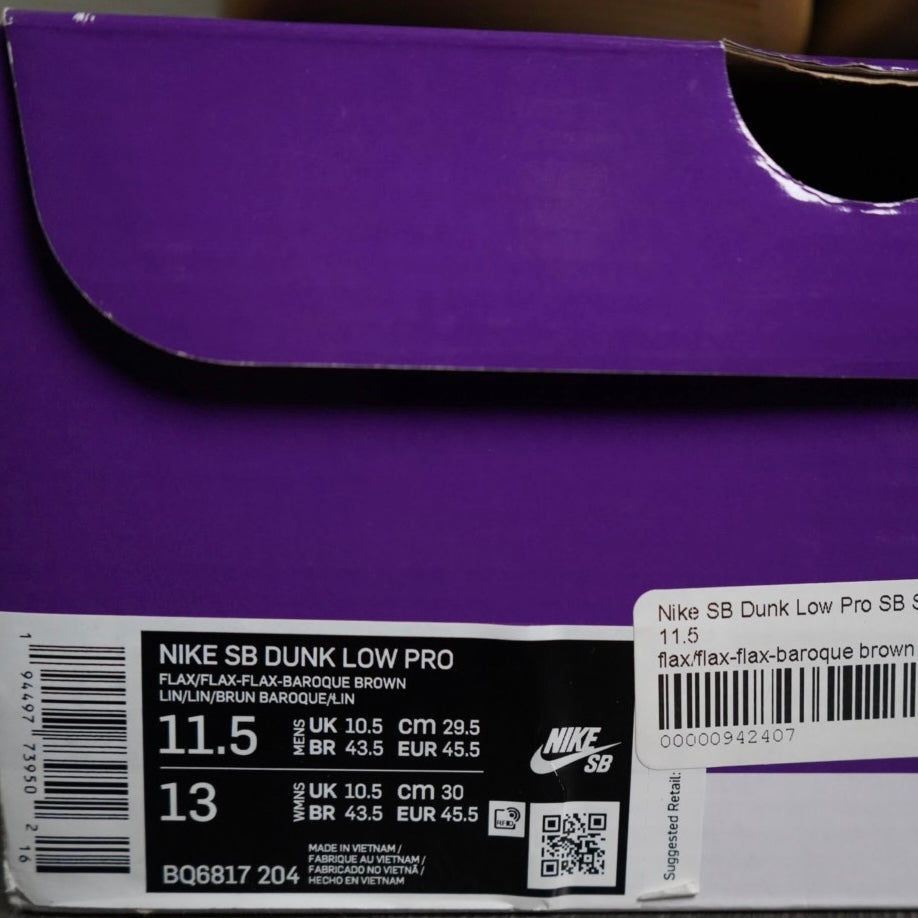 NIKE SB DUNK LOW PRO
FLAX/FLAX-FLAX-BAROQUE BROWN
LIN/LIN/BRUN BAROQUE/LIN
11.5 MENS UK 10.5 cm 29.5
BR 43.5 EUR 45.5
13 WMNS UK 10.5 cm 30
BR 43.5 EUR 45.5
BQ6817 204
MADE IN VIETNAM /
FABRIQUE AU VIETNAM /
FABRICADO NO VIETNÃ /
HECHO EN VIETNAM
NIKE
SB
RFID
1 94497 73950 2 16
Suggested Retail:
Nike SB Dunk Low Pro SB S
11.5
flax/flax-flax-baroque brown
00000942407